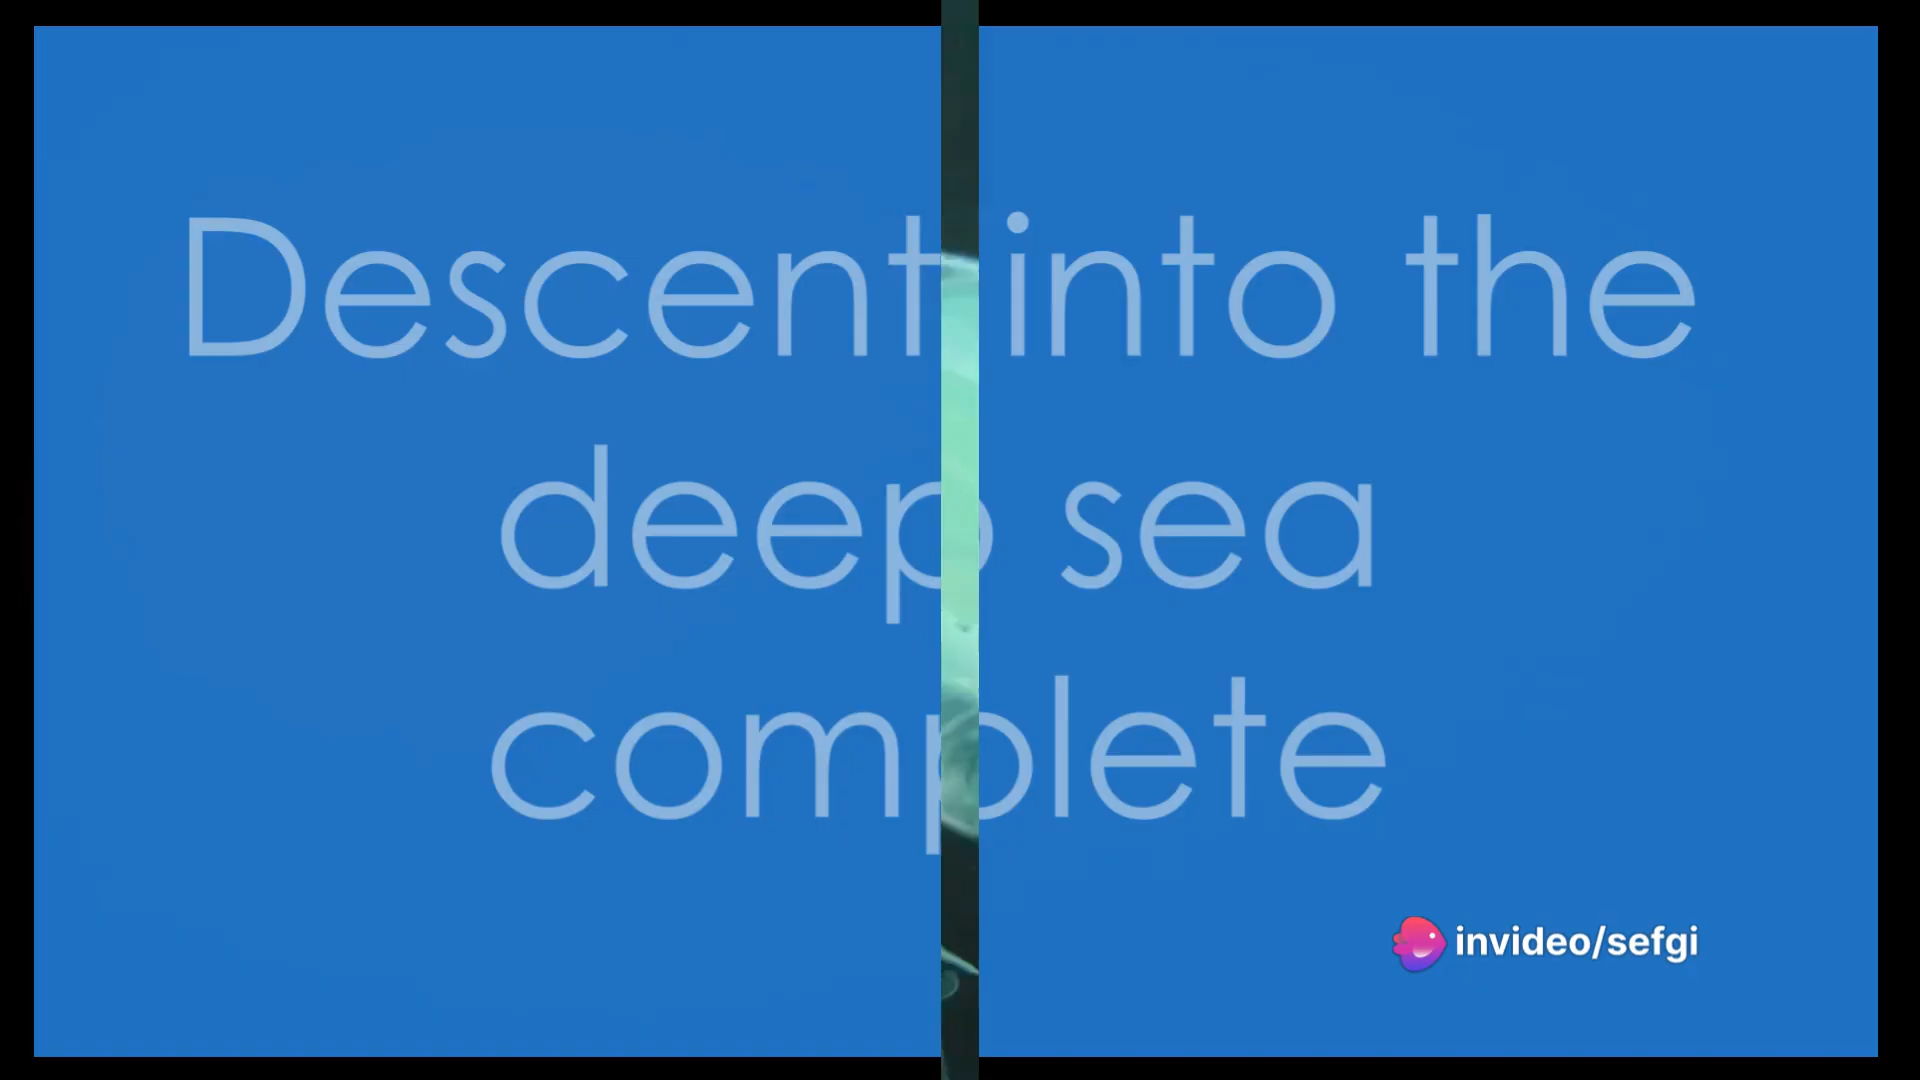 Descent into the
deep sea
complete
invideo/sefgi